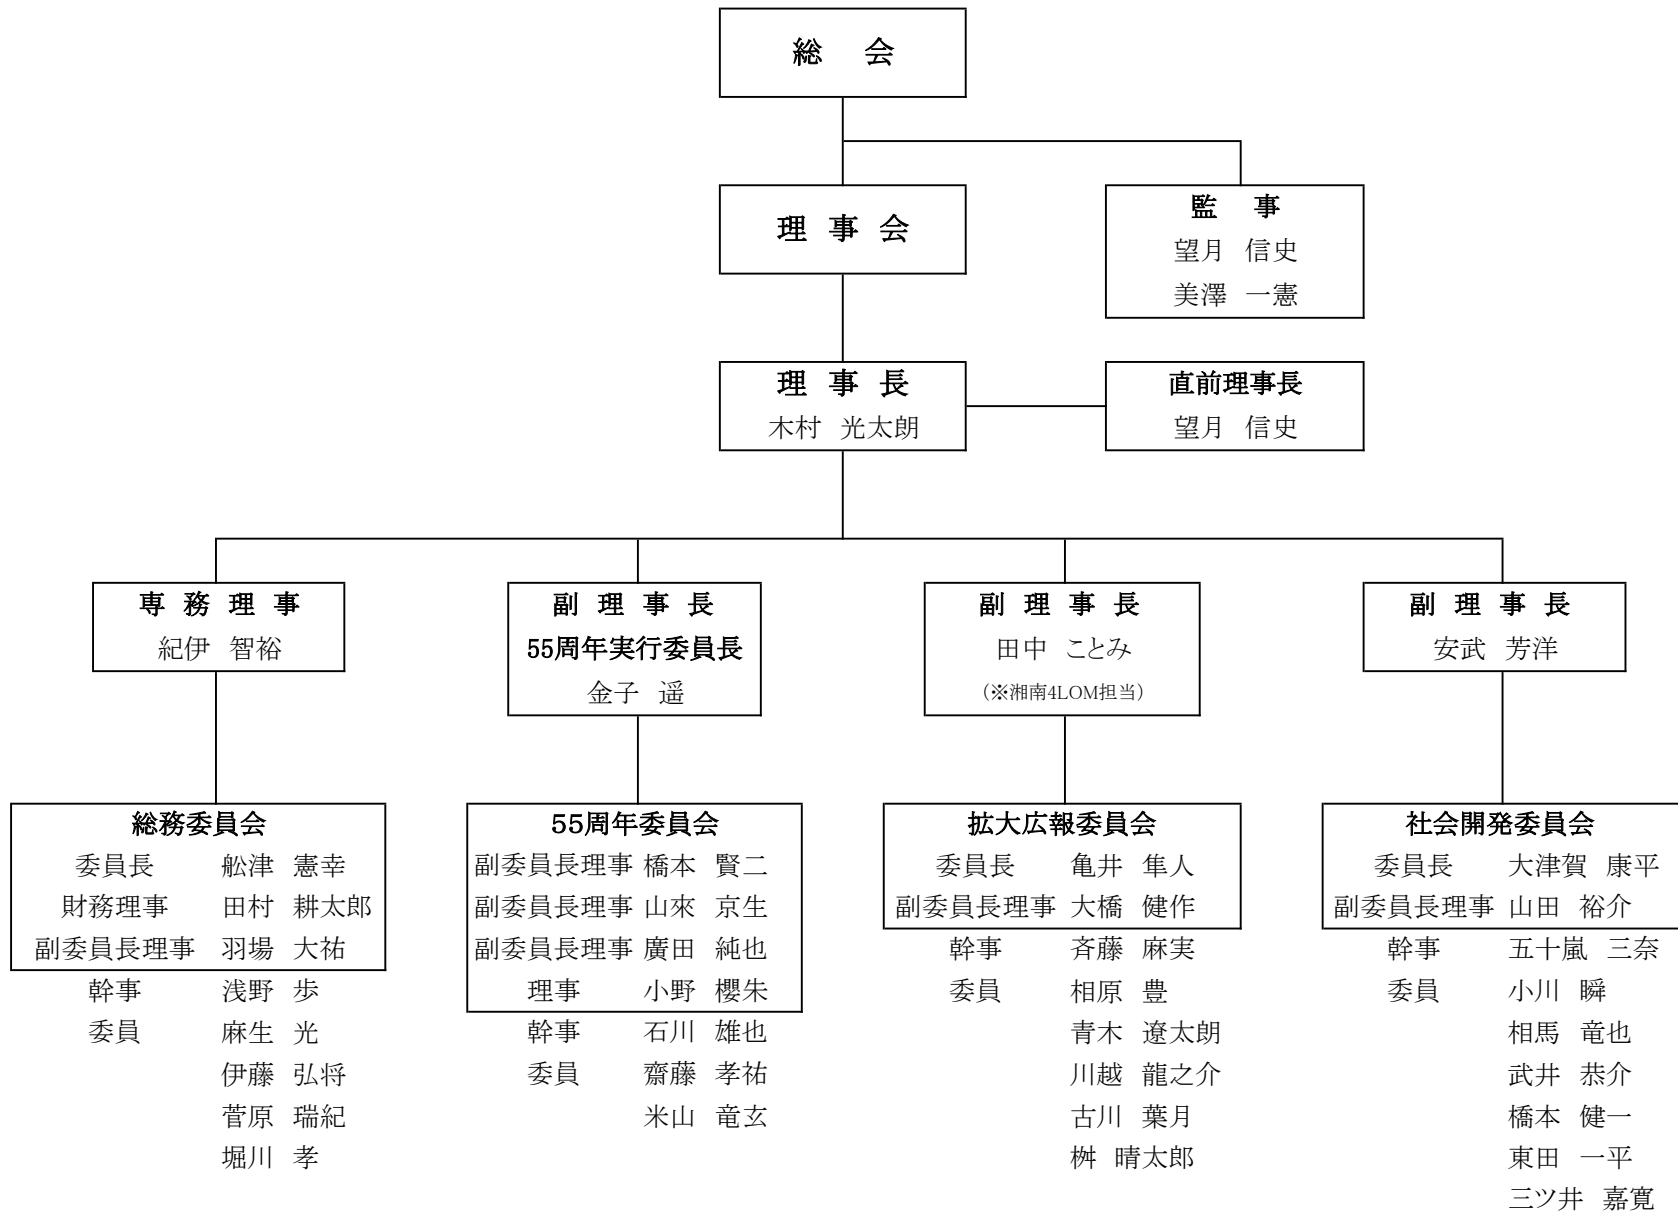 総　会
理 事 会
監　事
望月　信史
美澤　一憲
理 事 長
木村　光太朗
直前理事長
望月　信史
専 務 理 事
紀伊　智裕
副 理 事 長
55周年実行委員長
金子　遥
副 理 事 長
田中　ことみ
（※湘南4LOM担当）
副 理 事 長
安武　芳洋
総務委員会
委員長　舩津　憲幸
財務理事　田村　耕太郎
副委員長理事　羽場　大祐
幹事　浅野　歩
委員　麻生　光
伊藤　弘将
菅原　瑞紀
堀川　孝
55周年委員会
副委員長理事 橋本　賢二
副委員長理事 山來　京生
副委員長理事 廣田　純也
理事　小野　櫻朱
幹事　石川　雄也
委員　齋藤　孝祐
米山　竜玄
拡大広報委員会
委員長　亀井　隼人
副委員長理事 大橋　健作
幹事　斉藤　麻実
委員　相原　豊
青木　遼太朗
川越　龍之介
古川　葉月
桝　晴太郎
社会開発委員会
委員長　大津賀　康平
副委員長理事 山田　裕介
幹事　五十嵐　三奈
委員　小川　瞬
相馬　竜也
武井　恭介
橋本　健一
東田　一平
三ツ井　嘉寛